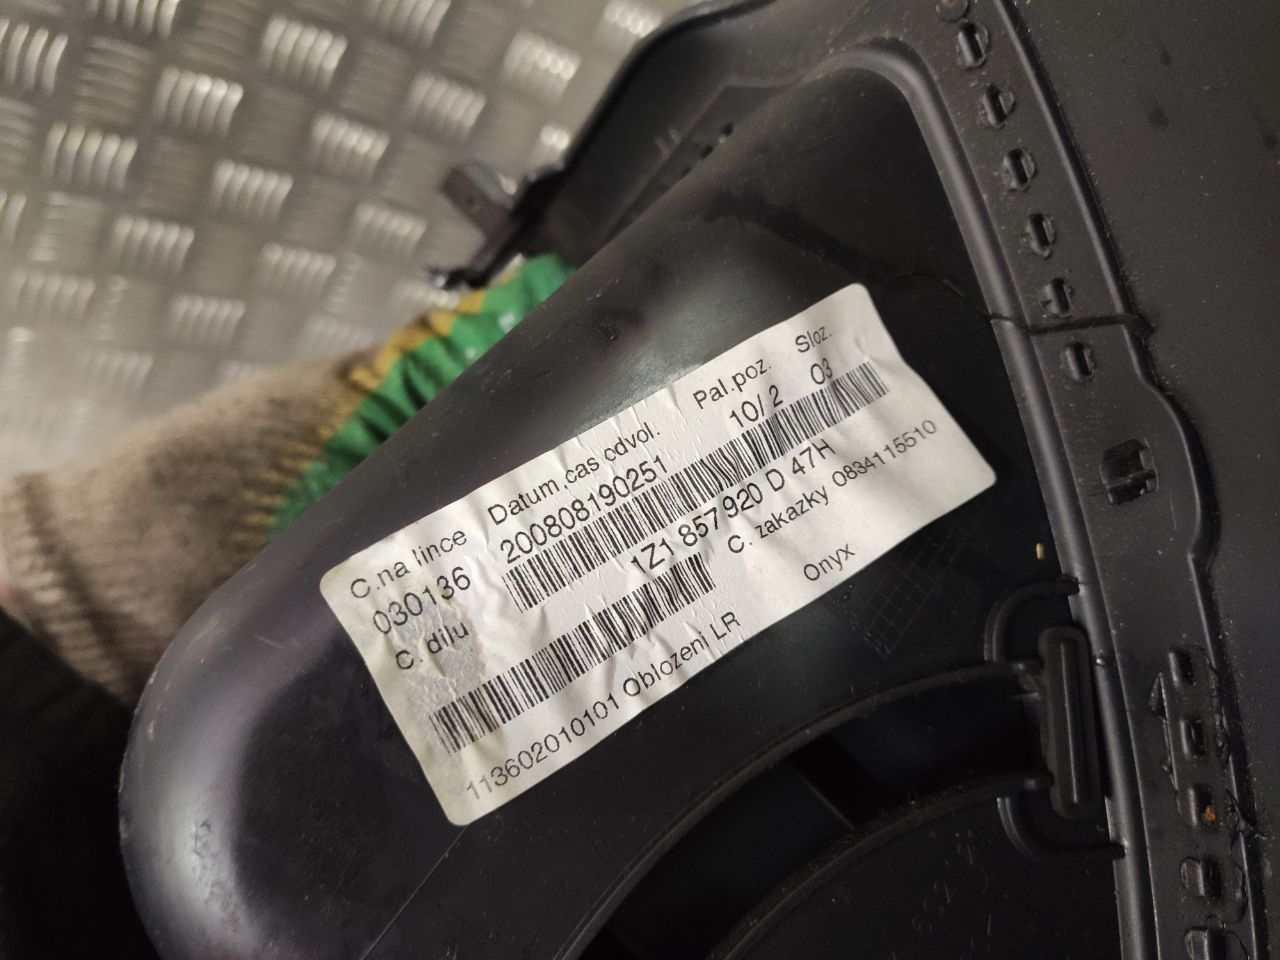 C.na lince Datum cas odvol. Pal.poz. Sloz.
030136 200808190251 10/ 2 03
C. dilu 1Z1 857 920 D 47H
C. zakazky 0834115510
113602010101 Oblozeni LR Onyx